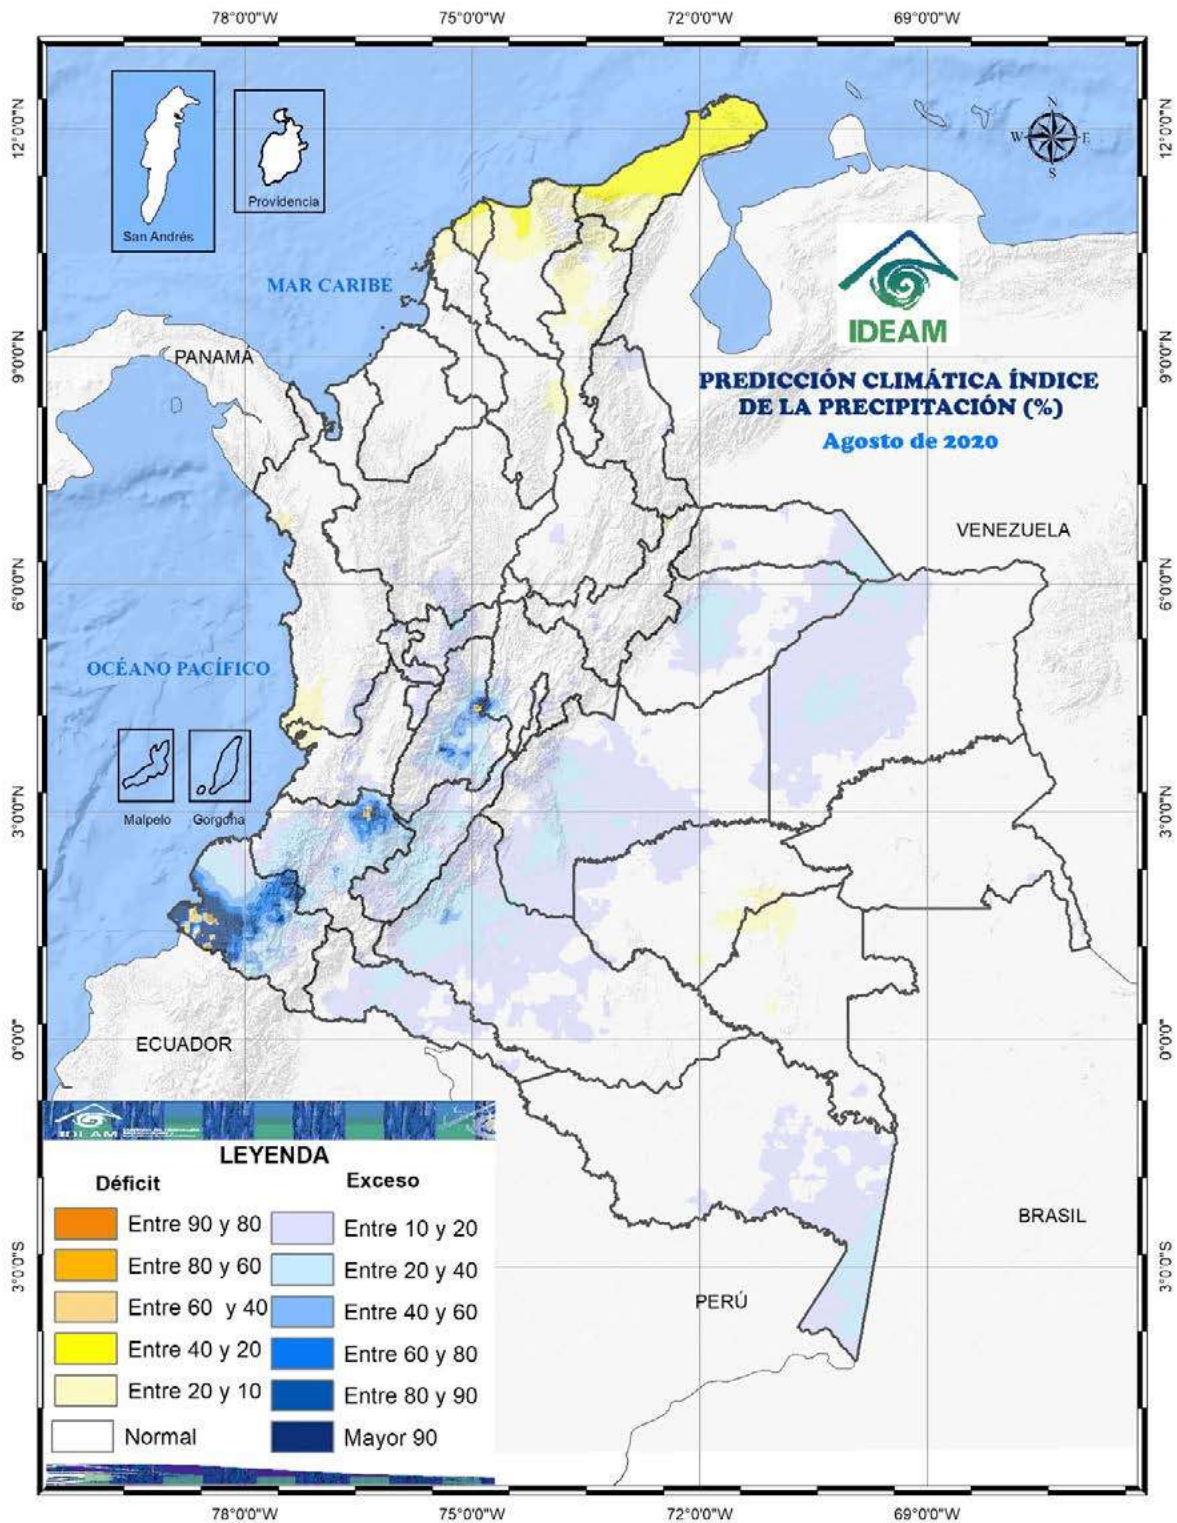 78°0'0"W 75°0'0"W 72°0'0"W 69°0'0"W
12°0'0"N 12°0'0"N
N
W E
S
San Andrés
Providencia
MAR CARIBE
IDEAM
9°0'0"N 9°0'0"N
PANAMÁ
PREDICCIÓN CLIMÁTICA ÍNDICE
DE LA PRECIPITACIÓN (%)
Agosto de 2020
VENEZUELA
6°0'0"N 6°0'0"N
OCÉANO PACÍFICO
Malpelo Gorgona
3°0'0"N 3°0'0"N
ECUADOR
0°0'0" 0°0'0"
IDEAM
LEYENDA
Déficit Exceso
Entre 90 y 80 Entre 10 y 20
Entre 80 y 60 Entre 20 y 40
Entre 60 y 40 Entre 40 y 60
Entre 40 y 20 Entre 60 y 80
Entre 20 y 10 Entre 80 y 90
Normal Mayor 90
BRASIL
3°0'0"S 3°0'0"S
PERÚ
78°0'0"W 75°0'0"W 72°0'0"W 69°0'0"W